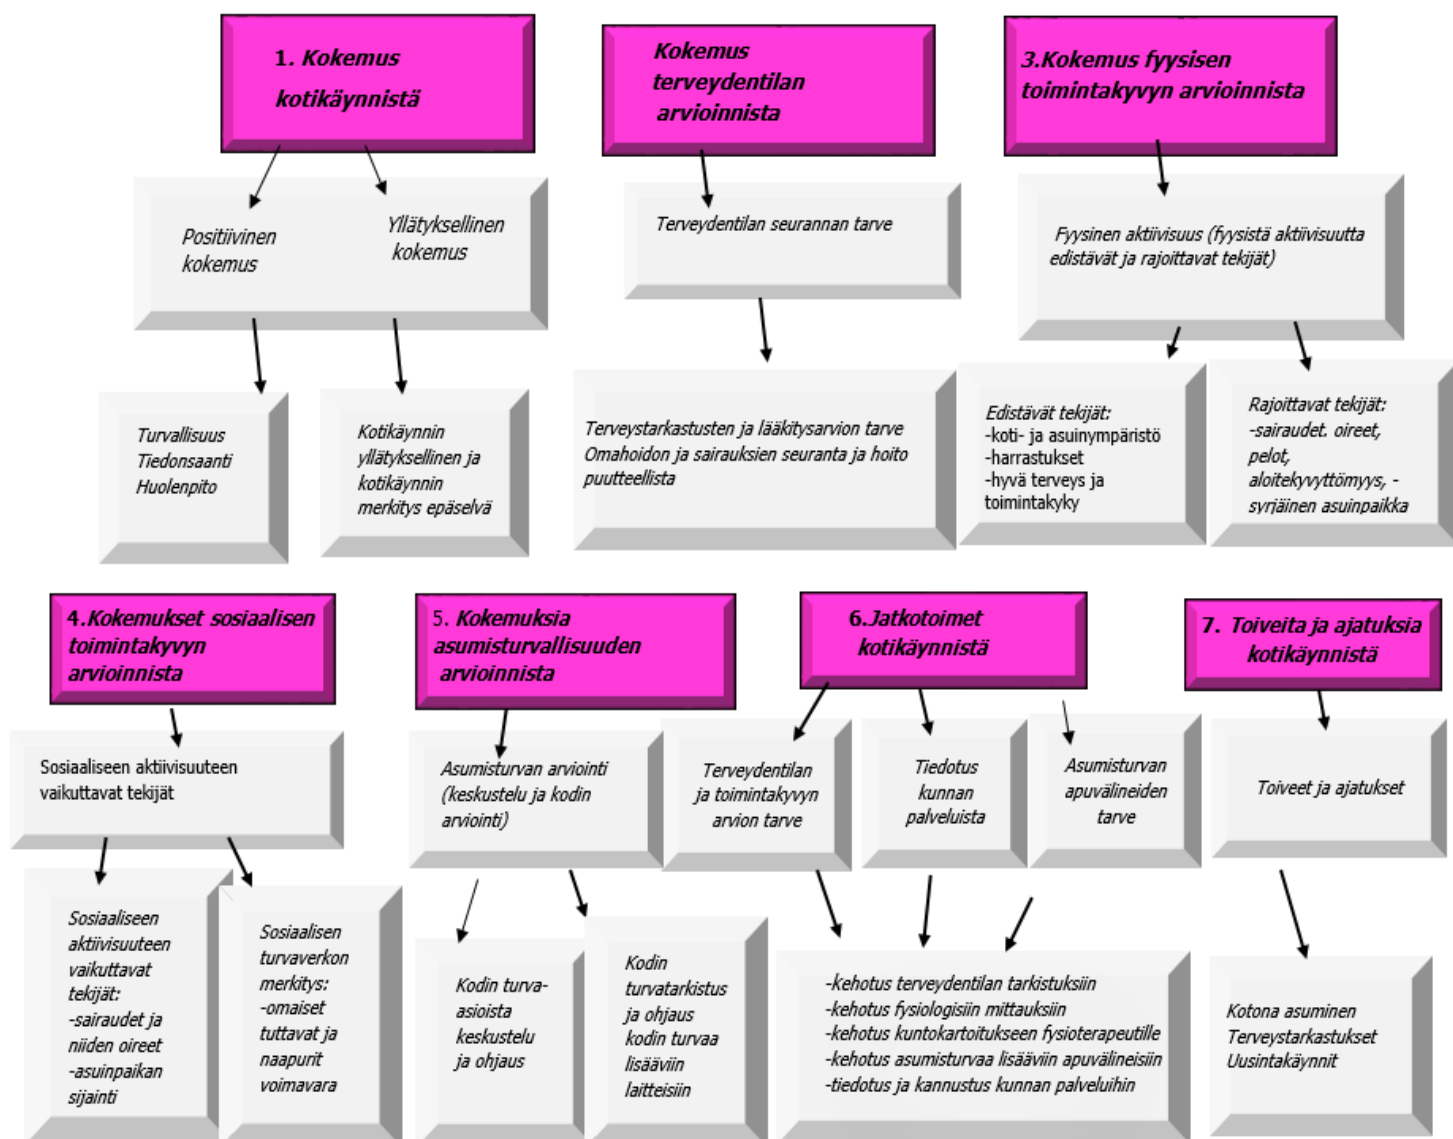 1. Kokemus
kotikäynnistä
Kokemus
terveydentilan
arvioinnista
3.Kokemus fyysisen
toimintakyvyn arvioinnista
Positiivinen
kokemus
Yllätyksellinen
kokemus
Terveydentilan seurannan tarve
Fyysinen aktiivisuus (fyysistä aktiivisuutta
edistävät ja rajoittavat tekijät)
Turvallisuus
Tiedonsaanti
Huolenpito
Kotikäynnin
yllätyksellinen ja
kotikäynnin
merkitys epäselvä
Terveystarkastusten ja lääkitysarvion tarve
Omahoidon ja sairauksien seuranta ja hoito
puutteellista
Edistävät tekijät:
-koti- ja asuinympäristö
-harrastukset
-hyvä terveys ja
toimintakyky
Rajoittavat tekijät:
-sairaudet. oireet,
pelot,
aloitekyvyttömyys, -
syrjäinen asuinpaikka
4.Kokemukset sosiaalisen
toimintakyvyn
arvioinnista
5. Kokemuksia
asumisturvallisuuden
arvioinnista
6.Jatkotoimet
kotikäynnistä
7. Toiveita ja ajatuksia
kotikäynnistä
Sosiaaliseen aktiivisuuteen
vaikuttavat tekijät
Asumisturvan arviointi
(keskustelu ja kodin
arviointi)
Terveydentilan
ja toimintakyvyn
arvion tarve
Tiedotus
kunnan
palveluista
Asumisturvan
apuvälineiden
tarve
Toiveet ja ajatukset
Sosiaaliseen
aktiivisuuteen
vaikuttavat
tekijät:
-sairaudet ja
niiden oireet
-asuinpaikan
sijainti
Sosiaalisen
turvaverkon
merkitys:
-omaiset
tuttavat ja
naapurit
voimavara
Kodin turva-
asioista
keskustelu
ja ohjaus
Kodin
turvatarkistus
ja ohjaus
kodin turvaa
lisääviin
laitteisiin
-kehotus terveydentilan tarkistuksiin
-kehotus fysiologisiin mittauksiin
-kehotus kuntokartoitukseen fysioterapeutille
-kehotus asumisturvaa lisääviin apuvälineisiin
-tiedotus ja kannustus kunnan palveluihin
Kotona asuminen
Terveystarkastukset
Uusintakäynnit